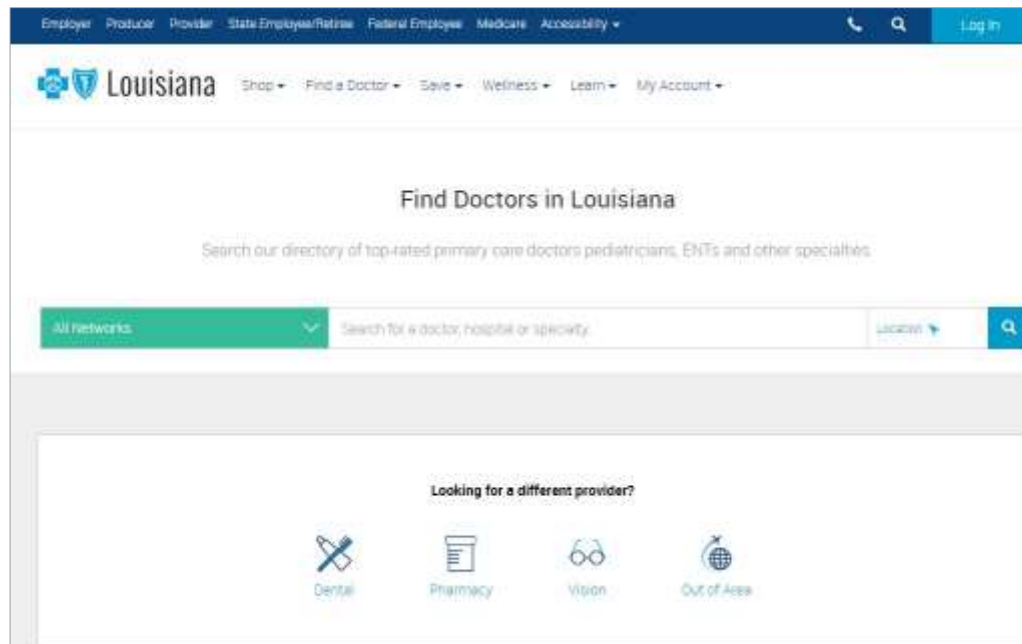 Employer Producer Provider State Employee/Retiree Federal Employee Medicare Accessibility
Log In
Louisiana Shop Find a Doctor Save Wellness Learn My Account
Find Doctors in Louisiana
Search our directory of top-rated primary care doctors pediatricians, ENTs and other specialties.
All Networks Search for a doctor, hospital or specialty. Location
Looking for a different provider?
Dental Pharmacy Vision Out of Area